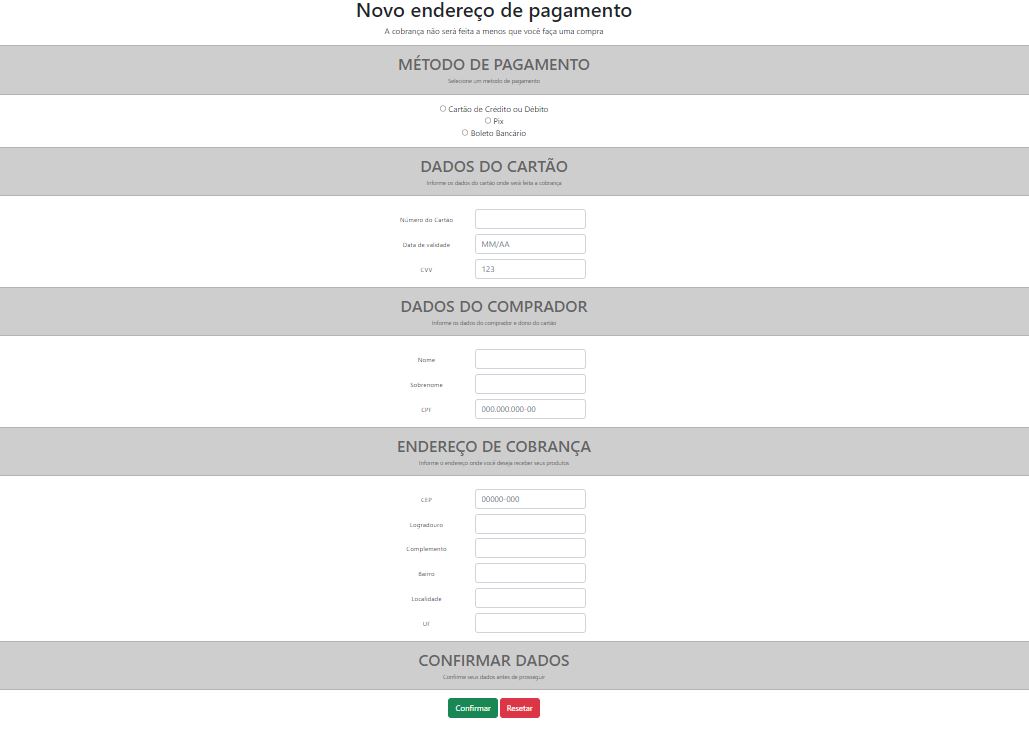 Novo endereço de pagamento
A cobrança não será feita a menos que você faça uma compra
MÉTODO DE PAGAMENTO
Selecione um metodo de pagamento
Cartão de Crédito ou Débito
Pix
Boleto Bancário
DADOS DO CARTÃO
Informe os dados do cartão onde será feita a cobrança
Número do Cartão
Data de validade MM/AA
CVV 123
DADOS DO COMPRADOR
Informe os dados do comprador e dono do cartão
Nome
Sobrenome
CPF 000.000.000-00
ENDEREÇO DE COBRANÇA
Informe o endereço onde você deseja receber seus produtos
CEP 00000-000
Logradouro
Complemento
Bairro
Localidade
UF
CONFIRMAR DADOS
Confirme seus dados antes de prosseguir
Confirmar Resetar